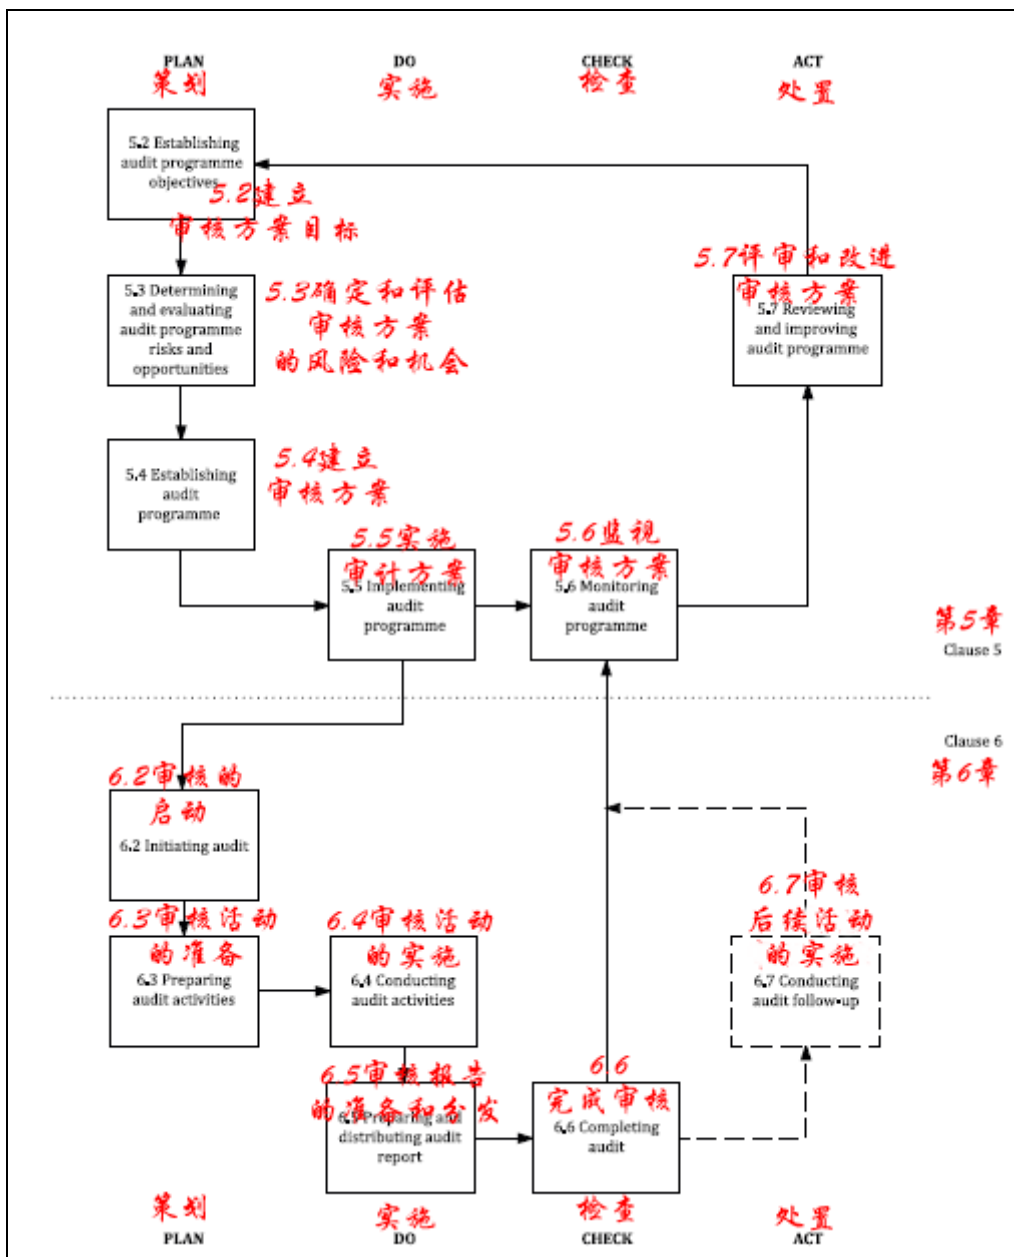 PLAN
策划
DO
实施
CHECK
检查
ACT
处置
5.2 Establishing
audit programme
objectives
5.2建立
审核方案目标
5.3 Determining
and evaluating
audit programme
risks and
opportunities
5.3确定和评估
审核方案
的风险和机会
5.7评审和改进
审核方案
5.7 Reviewing
and improving
audit programme
5.4 Establishing
audit
programme
5.4建立
审核方案
5.5实施
审计方案
5.5 Implementing
audit
programme
5.6监视
审核方案
5.6 Monitoring
audit
programme
第5章
Clause 5
Clause 6
第6章
6.2审核的
启动
6.2 Initiating audit
6.3审核活动
的准备
6.3 Preparing
audit activities
6.4审核活动
的实施
6.4 Conducting
audit activities
6.7审核
后续活动
的实施
6.7 Conducting
audit follow-up
6.5审核报告
的准备和分发
6.5 Preparing and
distributing audit
report
6.6
完成审核
6.6 Completing
audit
策划
PLAN
实施
DO
检查
CHECK
处置
ACT